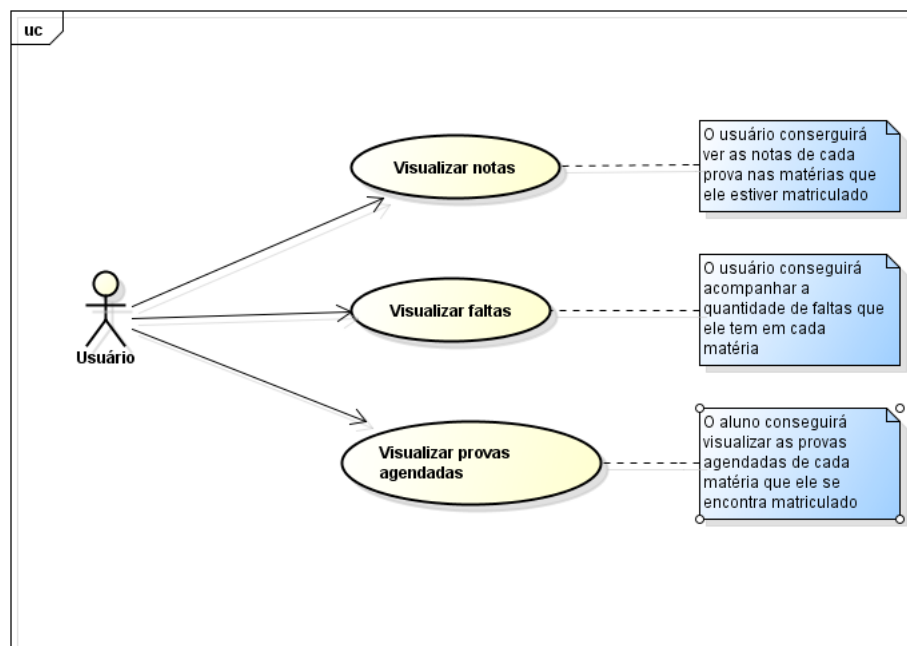 uc
Visualizar notas
O usuário conserguirá
ver as notas de cada
prova nas matérias que
ele estiver matriculado
Visualizar faltas
O usuário conseguirá
acompanhar a
quantidade de faltas que
ele tem em cada
matéria
Usuário
Visualizar provas
agendadas
O aluno conseguirá
visualizar as provas
agendadas de cada
matéria que ele se
encontra matriculado